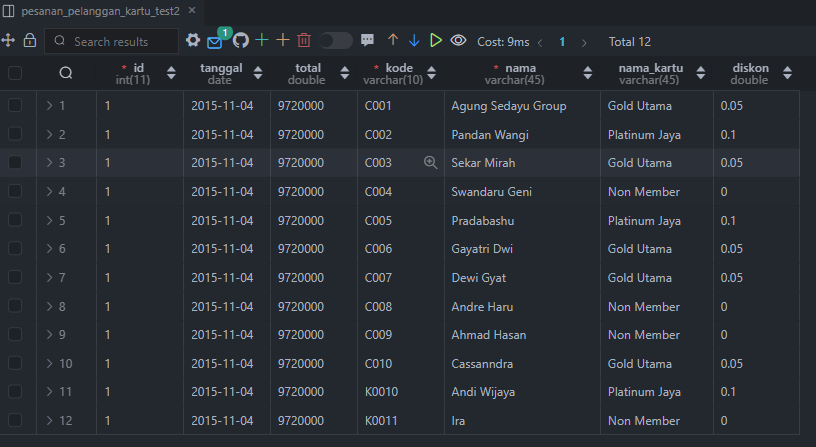 pesanan_pelanggan_kartu_test2 ×
Search results 1 Cost: 9ms < 1 > Total 12
* id tanggal total * kode * nama nama_kartu diskon
int(11) date double varchar(10) varchar(45) varchar(45) double
> 1 1 2015-11-04 9720000 C001 Agung Sedayu Group Gold Utama 0.05
> 2 1 2015-11-04 9720000 C002 Pandan Wangi Platinum Jaya 0.1
> 3 1 2015-11-04 9720000 C003 Sekar Mirah Gold Utama 0.05
> 4 1 2015-11-04 9720000 C004 Swandaru Geni Non Member 0
> 5 1 2015-11-04 9720000 C005 Pradabashu Platinum Jaya 0.1
> 6 1 2015-11-04 9720000 C006 Gayatri Dwi Gold Utama 0.05
> 7 1 2015-11-04 9720000 C007 Dewi Gyat Gold Utama 0.05
> 8 1 2015-11-04 9720000 C008 Andre Haru Non Member 0
> 9 1 2015-11-04 9720000 C009 Ahmad Hasan Non Member 0
> 10 1 2015-11-04 9720000 C010 Cassanndra Gold Utama 0.05
> 11 1 2015-11-04 9720000 K0010 Andi Wijaya Platinum Jaya 0.1
> 12 1 2015-11-04 9720000 K0011 Ira Non Member 0